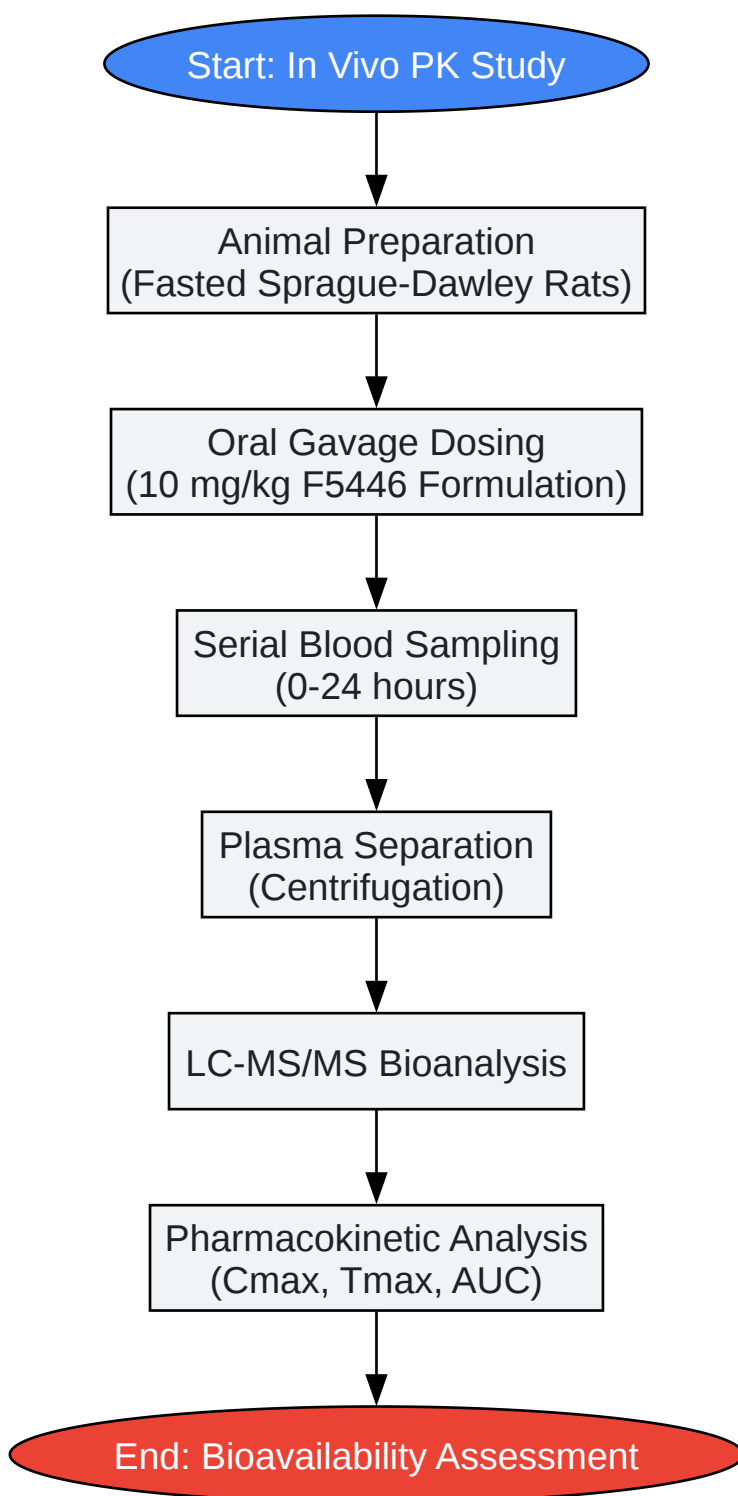 Start: In Vivo PK Study
Animal Preparation
(Fasted Sprague-Dawley Rats)
Oral Gavage Dosing
(10 mg/kg F5446 Formulation)
Serial Blood Sampling
(0-24 hours)
Plasma Separation
(Centrifugation)
LC-MS/MS Bioanalysis
Pharmacokinetic Analysis
(Cmax, Tmax, AUC)
End: Bioavailability Assessment